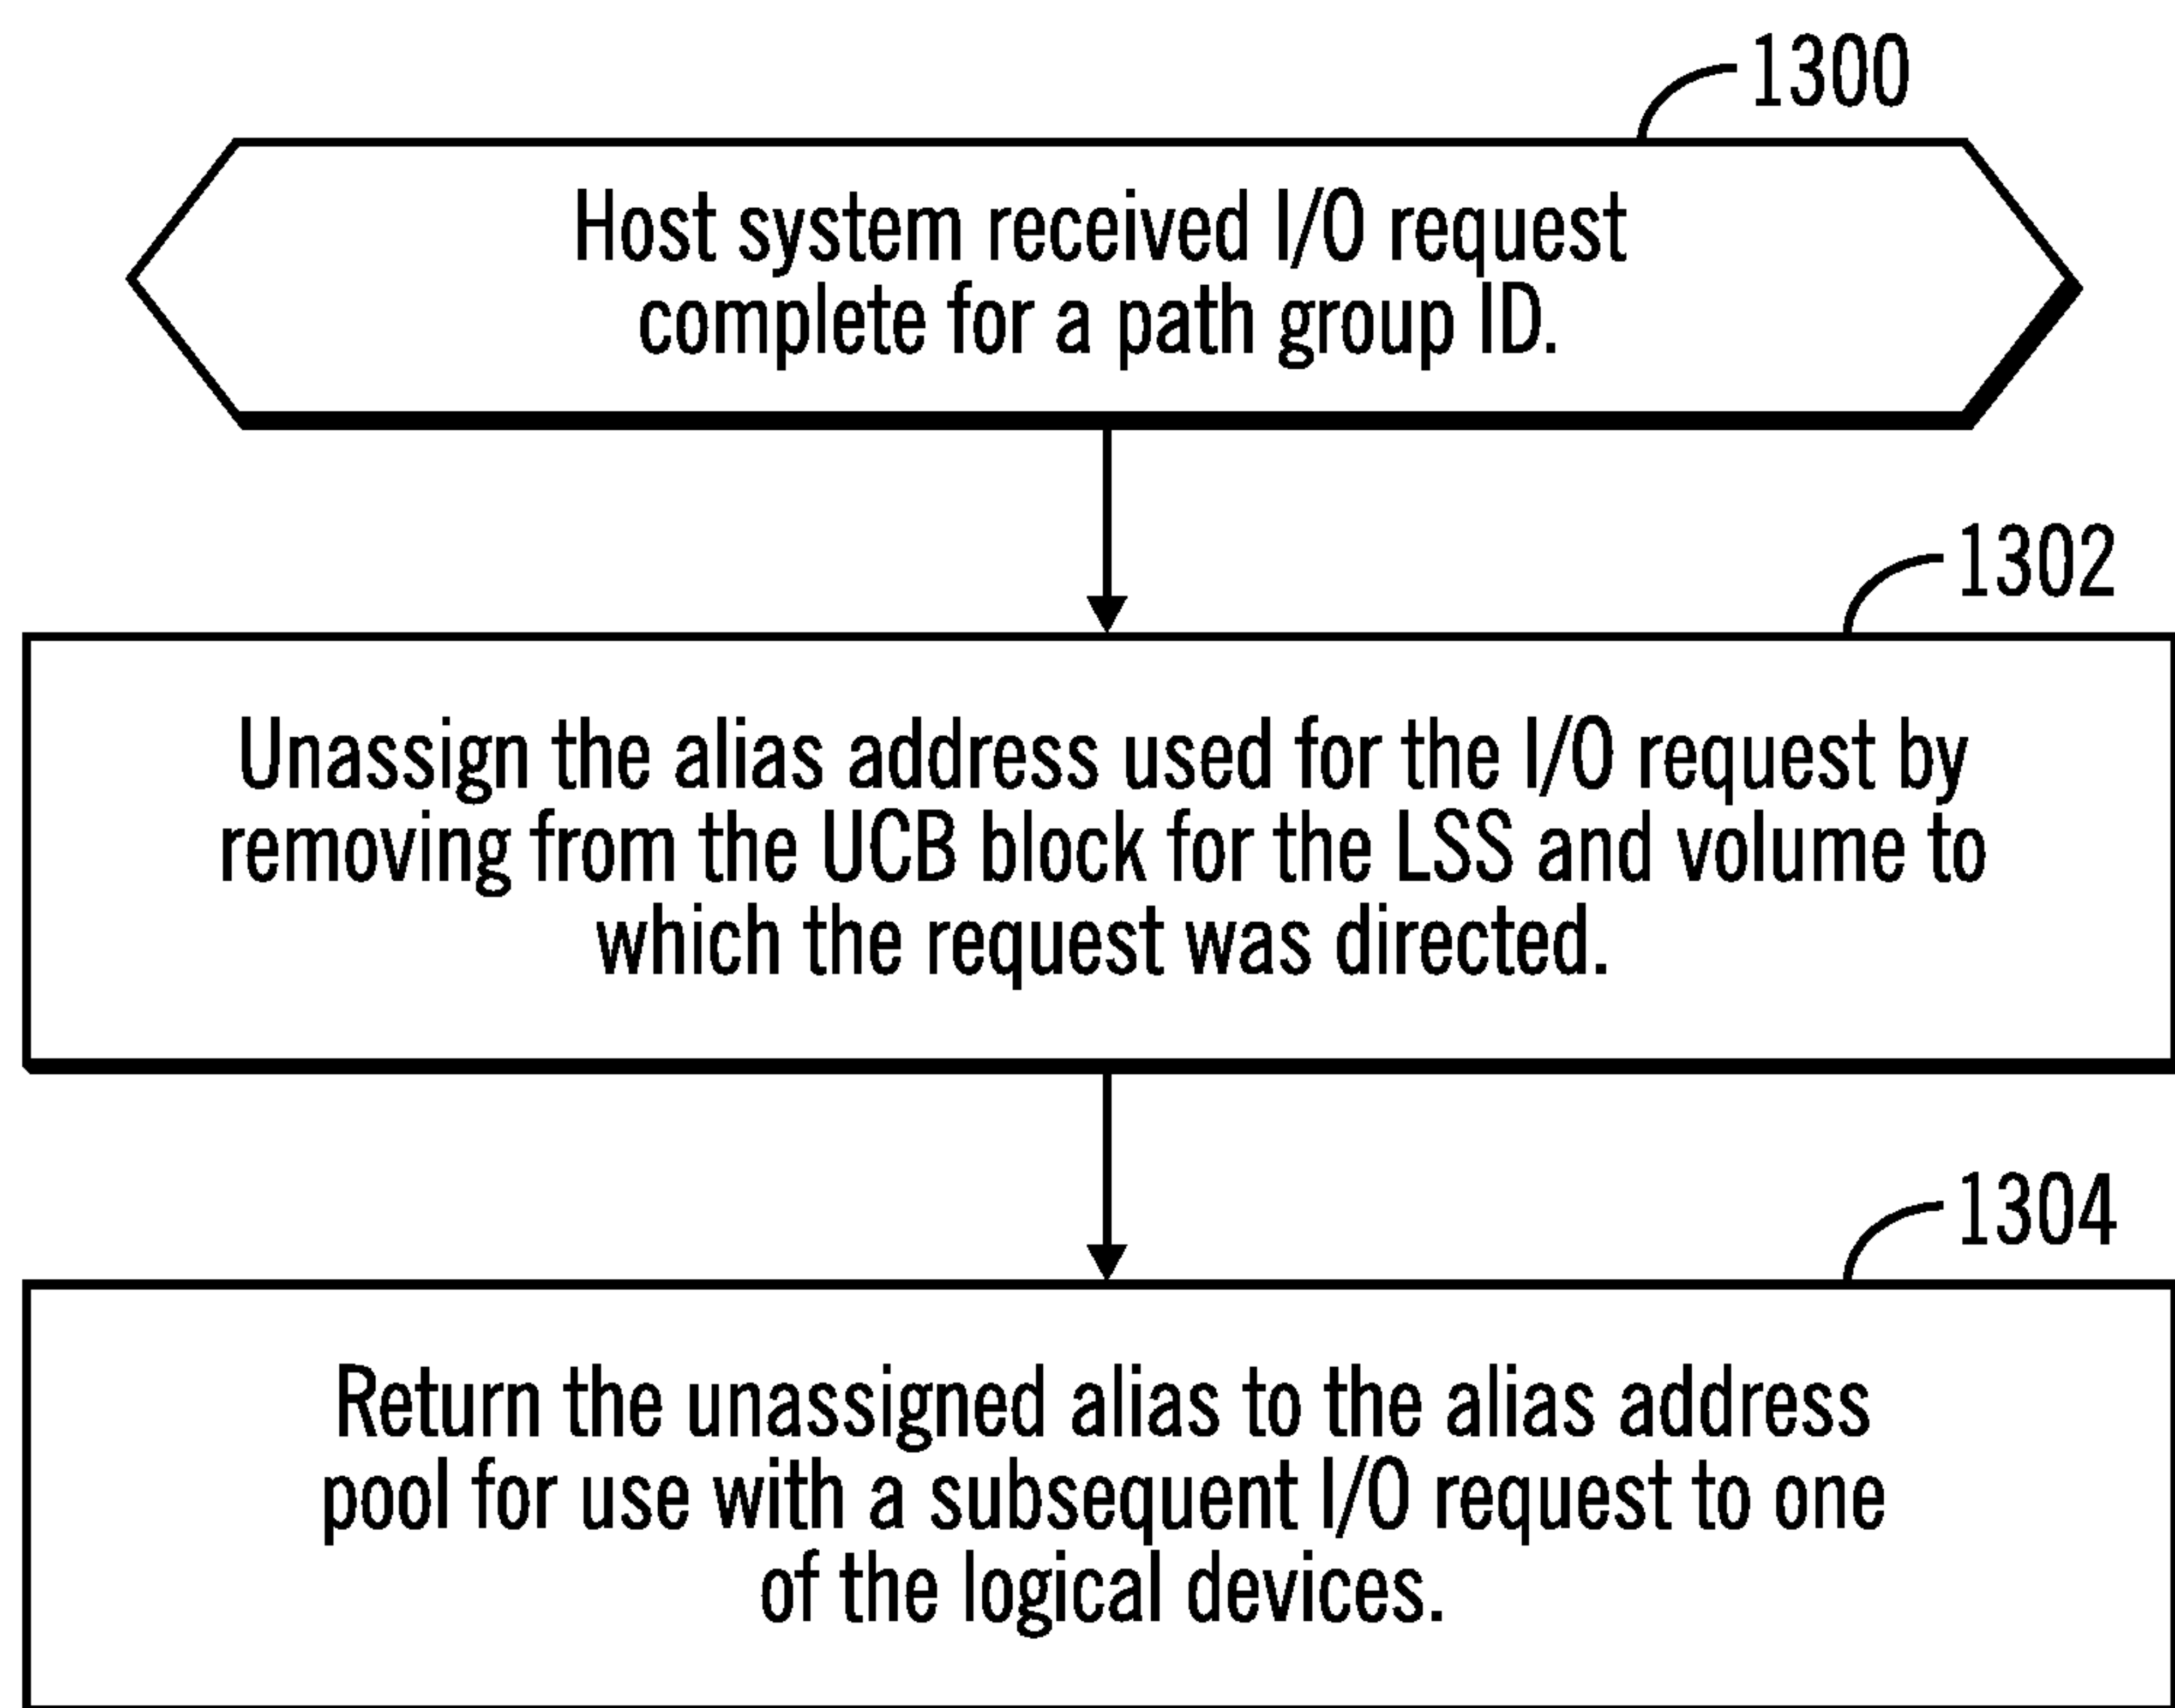 1300
Host system received I/O request
complete for a path group ID.
1302
Unassign the alias address used for the I/O request by
removing from the UCB block for the LSS and volume to
which the request was directed.
1304
Return the unassigned alias to the alias address
pool for use with a subsequent I/O request to one
of the logical devices.